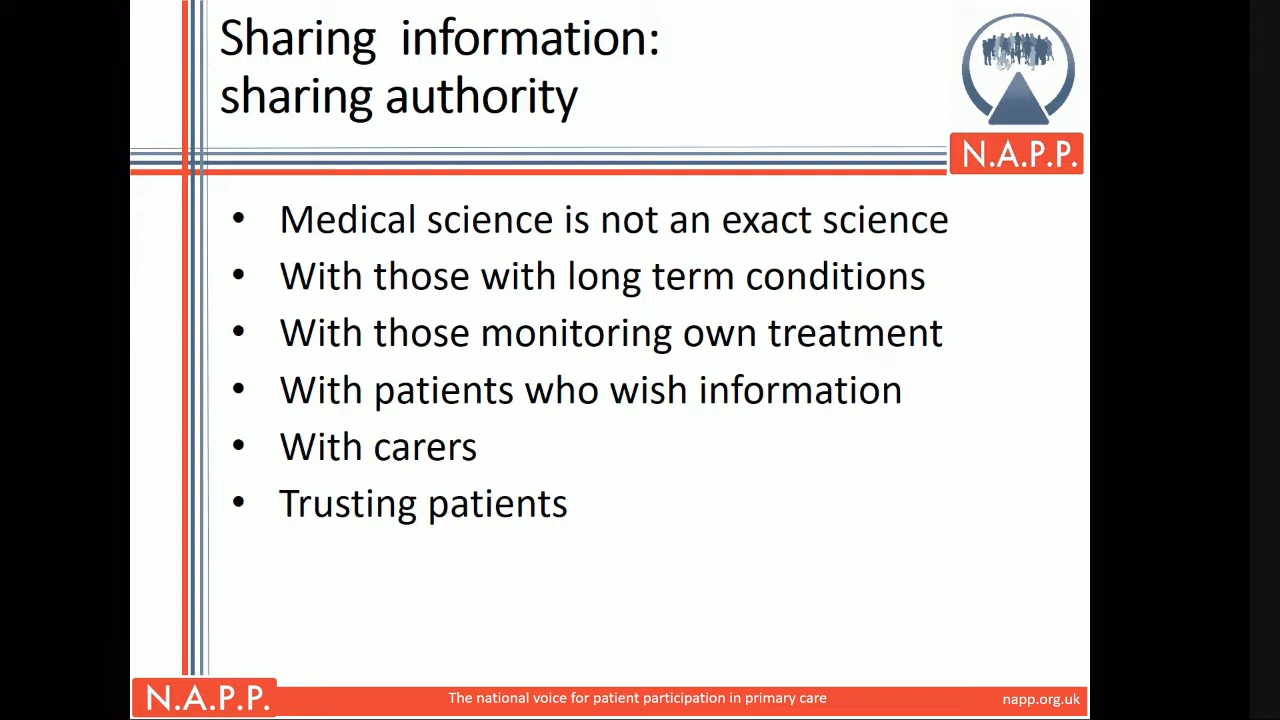 Sharing information:
sharing authority
N.A.P.P.
• Medical science is not an exact science
• With those with long term conditions
• With those monitoring own treatment
• With patients who wish information
• With carers
• Trusting patients
N.A.P.P.
The national voice for patient participation in primary care
napp.org.uk